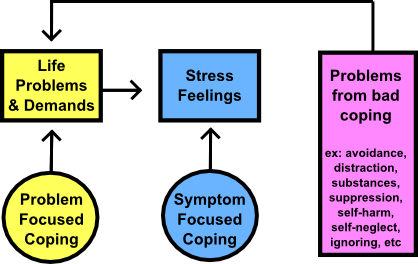 Life
Problems
& Demands
Stress
Feelings
Problems
from bad
coping
ex: avoidance,
distraction,
substances,
suppression,
self-harm,
self-neglect,
ignoring, etc
Problem
Focused
Coping
Symptom
Focused
Coping